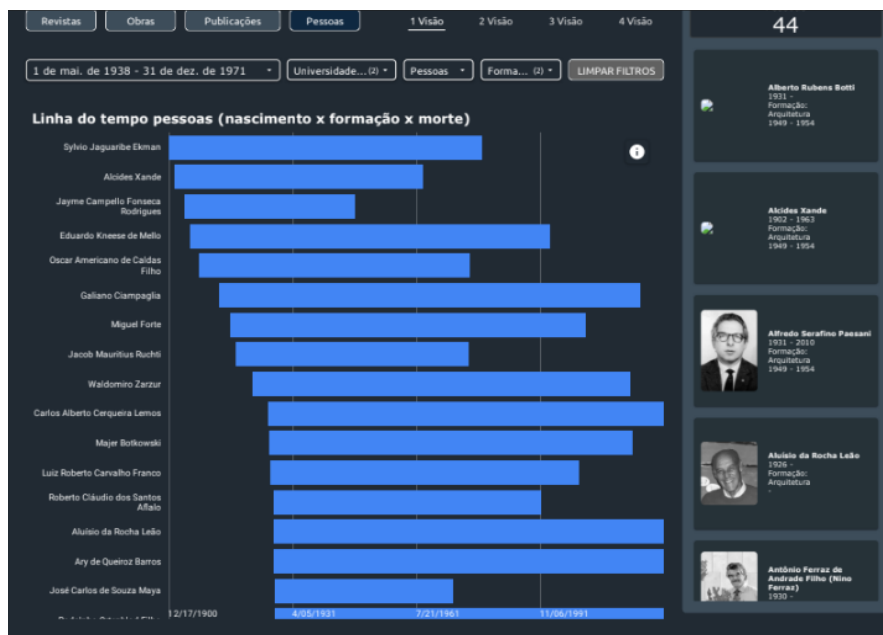 Revistas
Obras
Publicações
Pessoas
1 Visão
2 Visão
3 Visão
4 Visão
44
1 de mai. de 1938 - 31 de dez. de 1971
Universidade... (2)
Pessoas
Forma... (2)
LIMPAR FILTROS
Linha do tempo pessoas (nascimento x formação x morte)
Sylvio Jaguaribe Ekman
Alcides Xande
Jayme Campello Fonseca
Rodrigues
Eduardo Kneese de Mello
Oscar Americano de Caldas
Filho
Galiano Ciampaglia
Miguel Forte
Jacob Mauritius Ruchti
Waldomiro Zarzur
Carlos Alberto Cerqueira Lemos
Majer Botkowski
Luiz Roberto Carvalho Franco
Roberto Cláudio dos Santos
Aflalo
Aluísio da Rocha Leão
Ary de Queiroz Barros
José Carlos de Souza Maya
12/17/1900
4/05/1931
7/21/1961
11/06/1991
Alberto Rubens Botti
1931 -
Formação:
Arquitetura
1949 - 1954
Alcides Xande
1902 - 1963
Formação:
Arquitetura
1949 - 1954
Alfredo Serafino Paesani
1931 - 2010
Formação:
Arquitetura
1949 - 1954
Aluísio da Rocha Leão
1926 -
Formação:
Arquitetura
-
Antônio Ferraz de
Andrade Filho (Nino
Ferraz)
1930 -